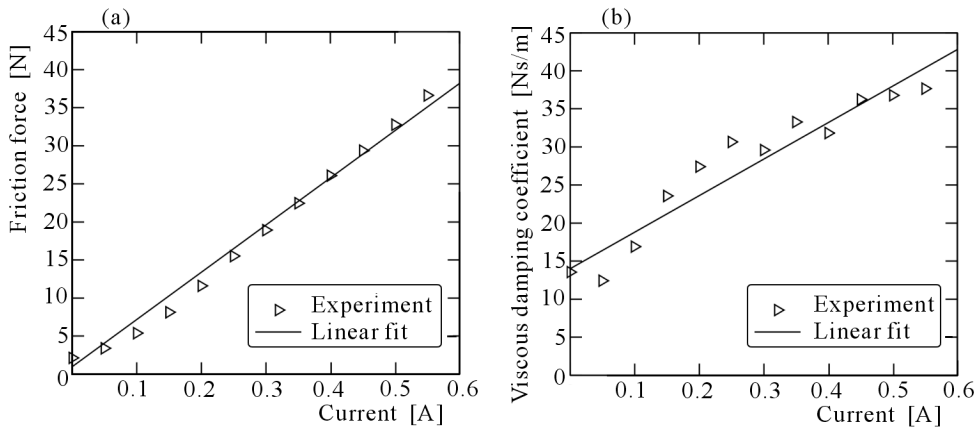 (a)
Friction force [N]
45
40
35
30
25
20
15
10
5
0
0.1 0.2 0.3 0.4 0.5 0.6
Current [A]
Experiment
Linear fit
(b)
Viscous damping coefficient [Ns/m]
45
40
35
30
25
20
15
10
5
0
0.1 0.2 0.3 0.4 0.5 0.6
Current [A]
Experiment
Linear fit